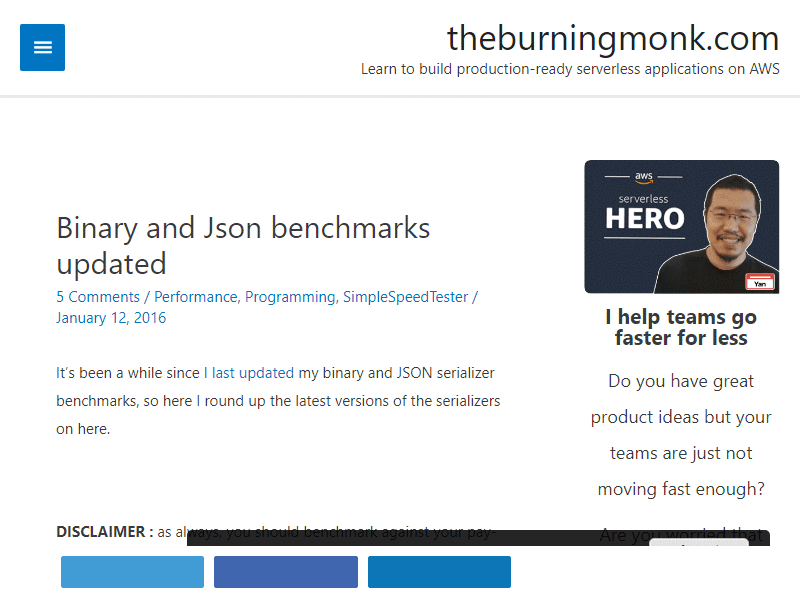 theburningmonk.com
Learn to build production-ready serverless applications on AWS
Binary and Json benchmarks
updated
5 Comments / Performance, Programming, SimpleSpeedTester /
January 12, 2016
It's been a while since I last updated my binary and JSON serializer
benchmarks, so here I round up the latest versions of the serializers
on here.
DISCLAIMER : as always, you should benchmark against your pay-
aws
serverless
HERO
Yan
I help teams go
faster for less
Do you have great
product ideas but your
teams are just not
moving fast enough?
Are you worried that